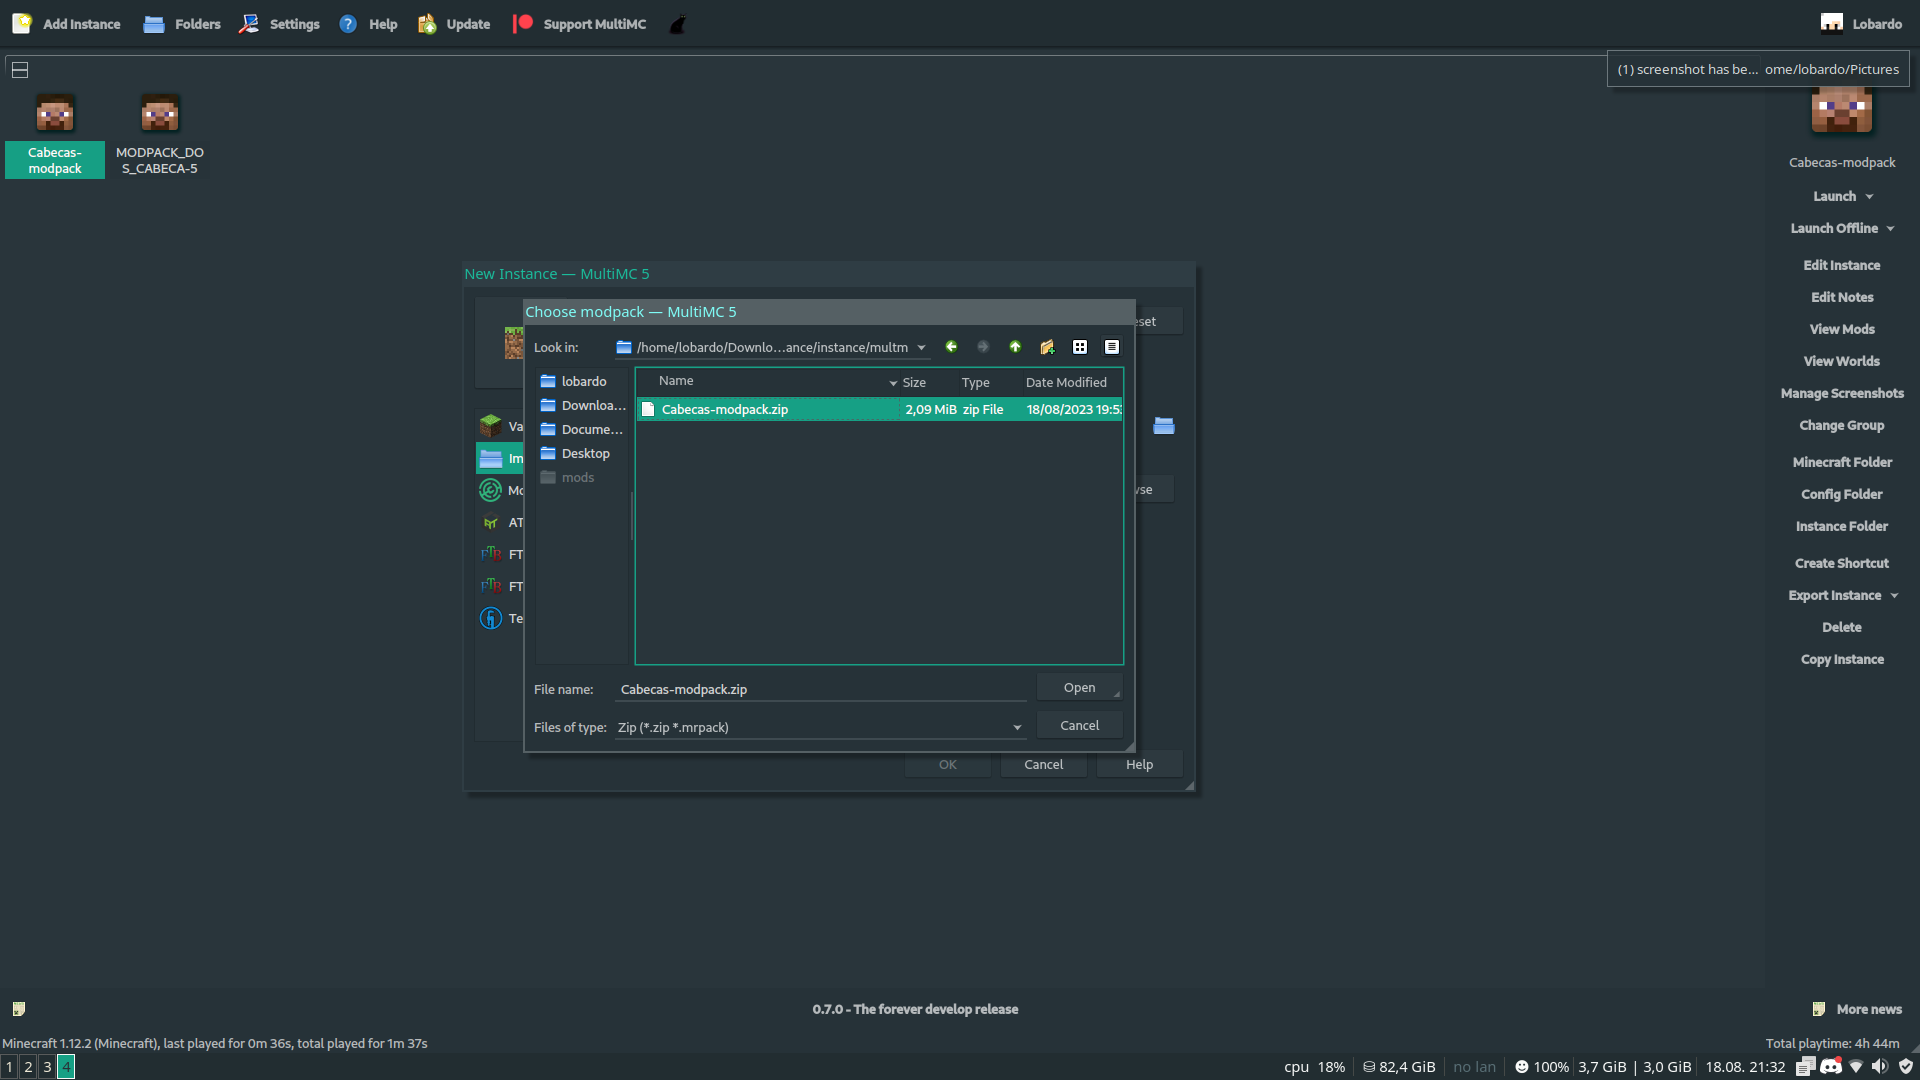 Add Instance
Folders
Settings
Help
Update
Support MultiMC
Lobardo
(1) screenshot has be... ome/lobardo/Pictures
Cabecas-
modpack
MODPACK_DO
S_CABECA-5
Cabecas-modpack
Launch
Launch Offline
Edit Instance
Edit Notes
View Mods
View Worlds
Manage Screenshots
Change Group
Minecraft Folder
Config Folder
Instance Folder
Create Shortcut
Export Instance
Delete
Copy Instance
New Instance — MultiMC 5
eset
Va
Im
Mo
AT
FT
FT
Te
wse
OK
Cancel
Help
Choose modpack — MultiMC 5
Look in:
/home/lobardo/Downlo...ance/instance/multm
lobardo
Downloa...
Docume...
Desktop
mods
Name Size Type Date Modified
Cabecas-modpack.zip 2,09 MiB zip File 18/08/2023 19:5
File name: Cabecas-modpack.zip
Open
Files of type: Zip (*.zip *.mrpack)
Cancel
0.7.0 - The forever develop release
More news
Minecraft 1.12.2 (Minecraft), last played for 0m 36s, total played for 1m 37s
Total playtime: 4h 44m
1 2 3 4
cpu 18% 82,4 GiB no lan 100% 3,7 GiB | 3,0 GiB 18.08. 21:32